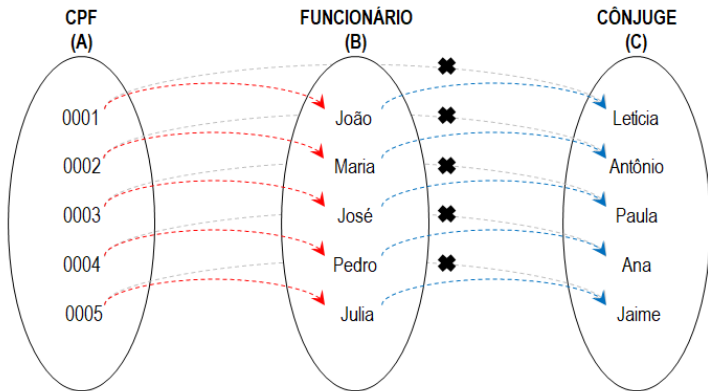 CPF
(A)
FUNCIONÁRIO
(B)
CÔNJUGE
(C)
0001
João
Leticia
0002
Maria
Antônio
0003
José
Paula
0004
Pedro
Ana
0005
Julia
Jaime